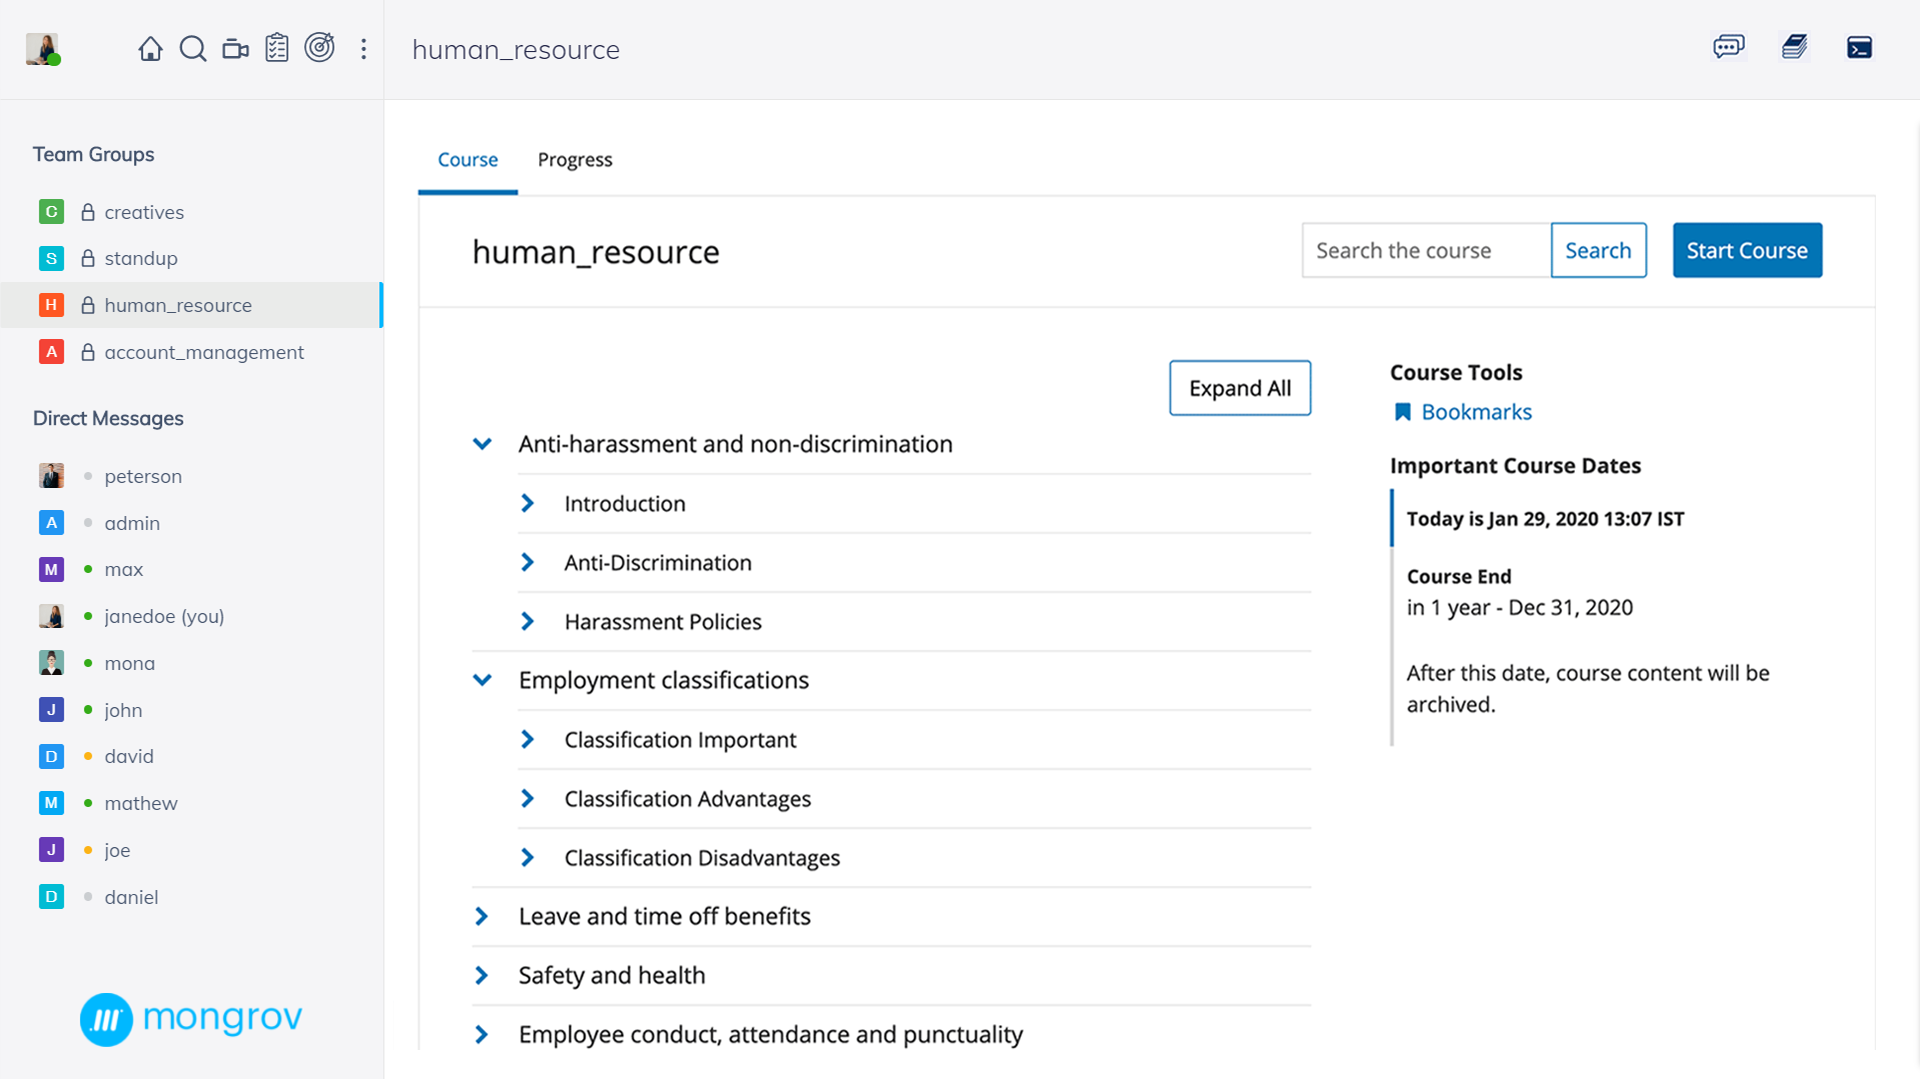 human_resource
Team Groups
C creatives
S standup
H human_resource
A account_management
Direct Messages
peterson
A admin
M max
janedoe (you)
mona
J john
D david
M mathew
J joe
D daniel
mongrov
Course Progress
human_resource
Search the course Search Start Course
Expand All
Anti-harassment and non-discrimination
Introduction
Anti-Discrimination
Harassment Policies
Employment classifications
Classification Important
Classification Advantages
Classification Disadvantages
Leave and time off benefits
Safety and health
Employee conduct, attendance and punctuality
Course Tools
Bookmarks
Important Course Dates
Today is Jan 29, 2020 13:07 IST
Course End
in 1 year - Dec 31, 2020
After this date, course content will be
archived.